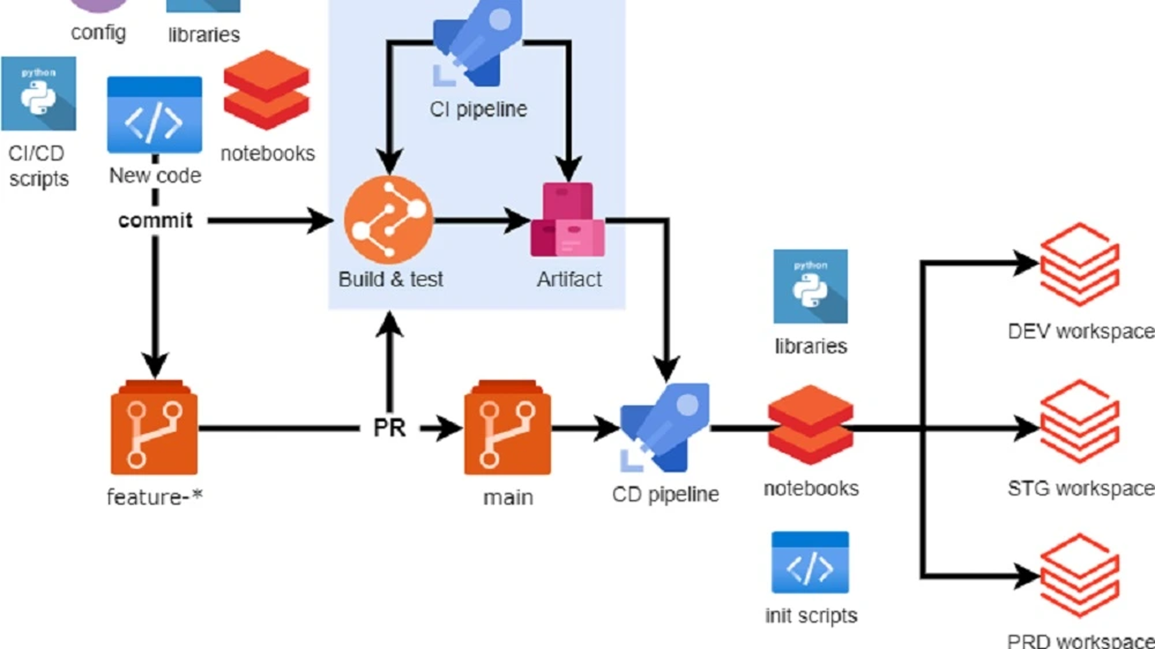 config
libraries
python
CI/CD
scripts
</>
New code
notebooks
commit
CI pipeline
Build & test
Artifact
PR
feature-*
main
CD pipeline
python
libraries
notebooks
</>
init scripts
DEV workspace
STG workspace
PRD workspace